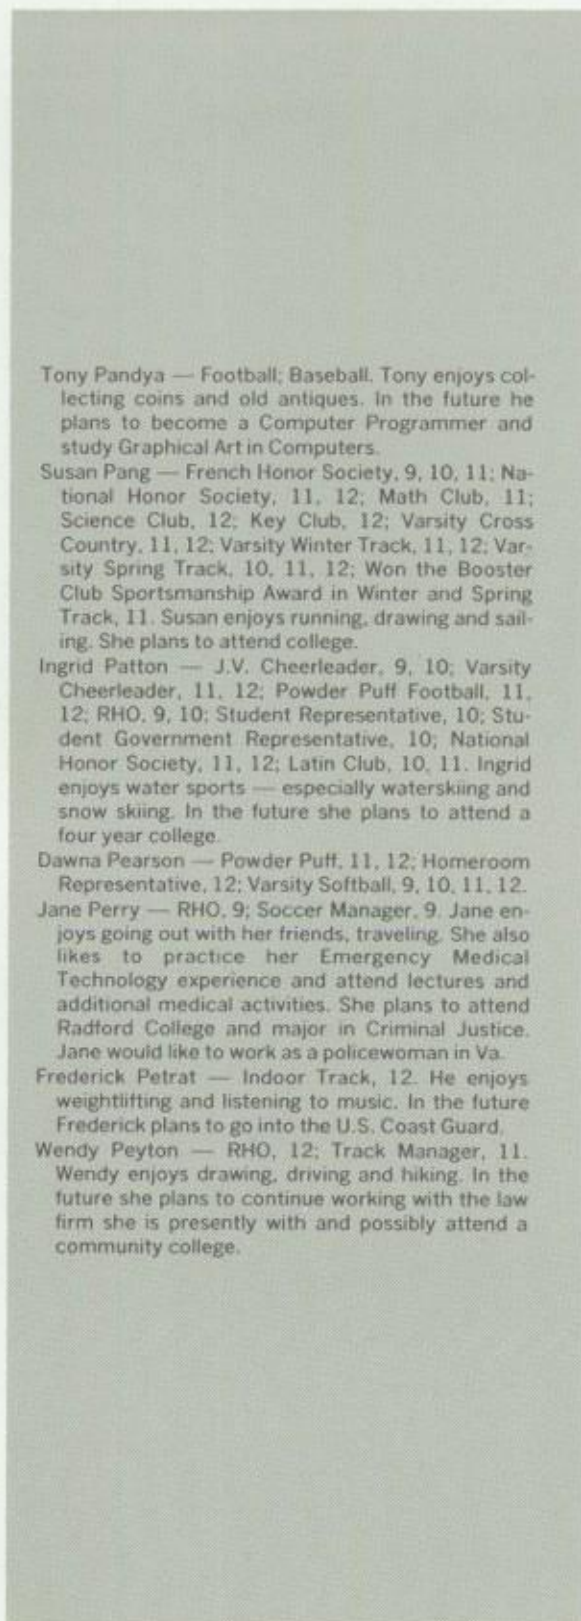 Tony Pandya — Football; Baseball. Tony enjoys col-
lecting coins and old antiques. In the future he
plans to become a Computer Programmer and
study Graphical Art in Computers.
Susan Pang — French Honor Society, 9, 10, 11; Na-
tional Honor Society, 11, 12; Math Club, 11;
Science Club, 12; Key Club, 12; Varsity Cross
Country, 11, 12; Varsity Winter Track, 11, 12; Var-
sity Spring Track, 10, 11, 12; Won the Booster
Club Sportsmanship Award in Winter and Spring
Track, 11. Susan enjoys running, drawing and sail-
ing. She plans to attend college.
Ingrid Patton — J.V. Cheerleader, 9, 10; Varsity
Cheerleader, 11, 12; Powder Puff Football, 11,
12; RHO, 9, 10; Student Representative, 10; Stu-
dent Government Representative, 10; National
Honor Society, 11, 12; Latin Club, 10, 11. Ingrid
enjoys water sports — especially waterskiing and
snow skiing. In the future she plans to attend a
four year college.
Dawna Pearson — Powder Puff, 11, 12; Homeroom
Representative, 12; Varsity Softball, 9, 10, 11, 12.
Jane Perry — RHO, 9; Soccer Manager, 9. Jane en-
joys going out with her friends, traveling. She also
likes to practice her Emergency Medical
Technology experience and attend lectures and
additional medical activities. She plans to attend
Radford College and major in Criminal Justice.
Jane would like to work as a policewoman in Va.
Frederick Petrat — Indoor Track, 12. He enjoys
weightlifting and listening to music. In the future
Frederick plans to go into the U.S. Coast Guard.
Wendy Peyton — RHO, 12; Track Manager, 11.
Wendy enjoys drawing, driving and hiking. In the
future she plans to continue working with the law
firm she is presently with and possibly attend a
community college.